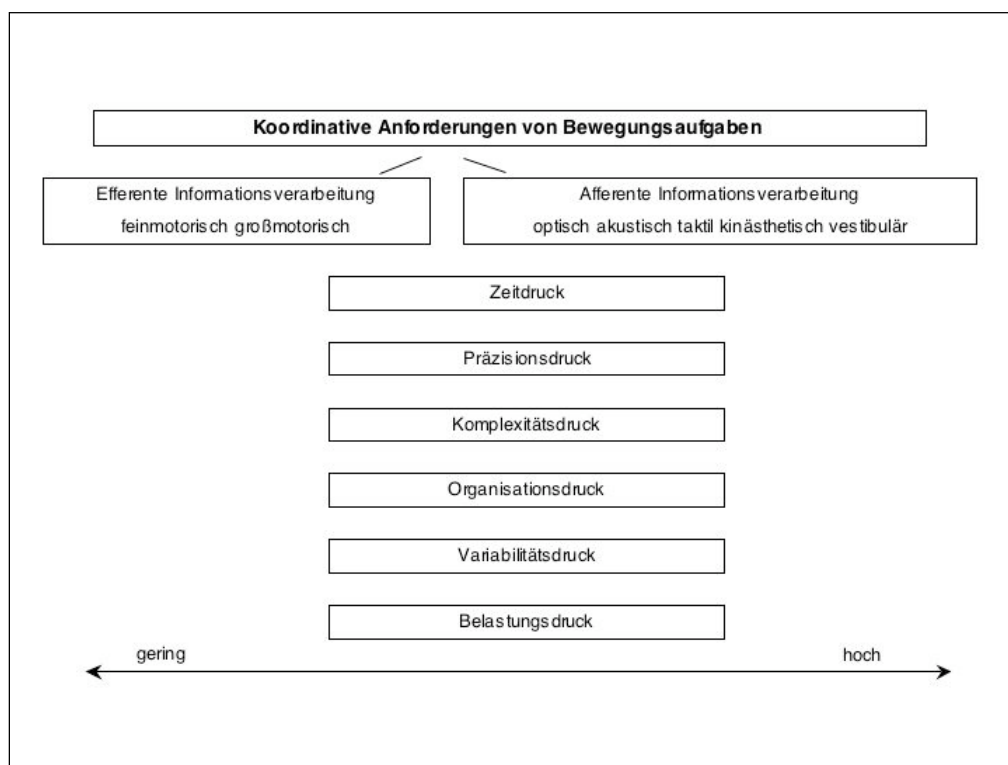 Koordinative Anforderungen von Bewegungsaufgaben
Efferente Informationsverarbeitung
feinmotorisch großmotorisch
Afferente Informationsverarbeitung
optisch akustisch taktil kinästhetisch vestibulär
Zeitdruck
Präzisionsdruck
Komplexitätsdruck
Organisationsdruck
Variabilitätsdruck
Belastungsdruck
gering
hoch